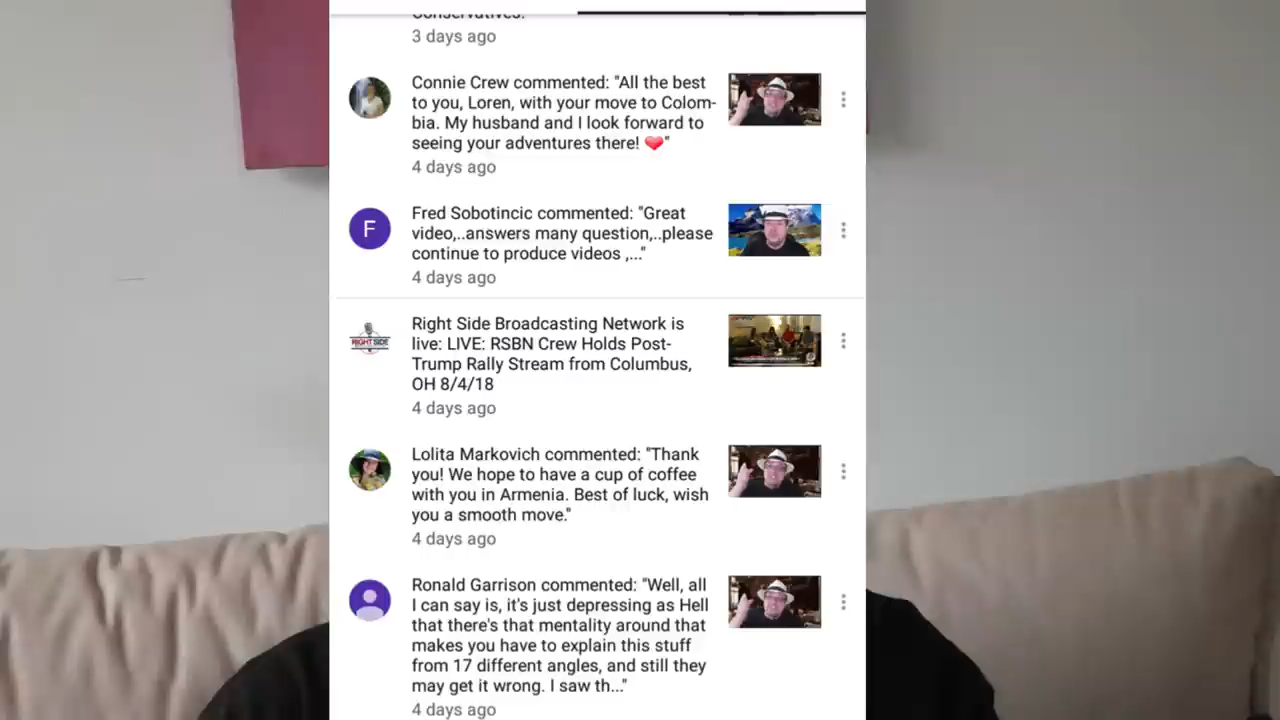 Conservatives."
3 days ago
Connie Crew commented: "All the best
to you, Loren, with your move to Colom-
bia. My husband and I look forward to
seeing your adventures there! ❤️"
4 days ago
F
Fred Sobotincic commented: "Great
video,..answers many question,..please
continue to produce videos ,..."
4 days ago
RIGHT SIDE
Right Side Broadcasting Network is
live: LIVE: RSBN Crew Holds Post-
Trump Rally Stream from Columbus,
OH 8/4/18
4 days ago
Lolita Markovich commented: "Thank
you! We hope to have a cup of coffee
with you in Armenia. Best of luck, wish
you a smooth move."
4 days ago
Ronald Garrison commented: "Well, all
I can say is, it's just depressing as Hell
that there's that mentality around that
makes you have to explain this stuff
from 17 different angles, and still they
may get it wrong. I saw th..."
4 days ago